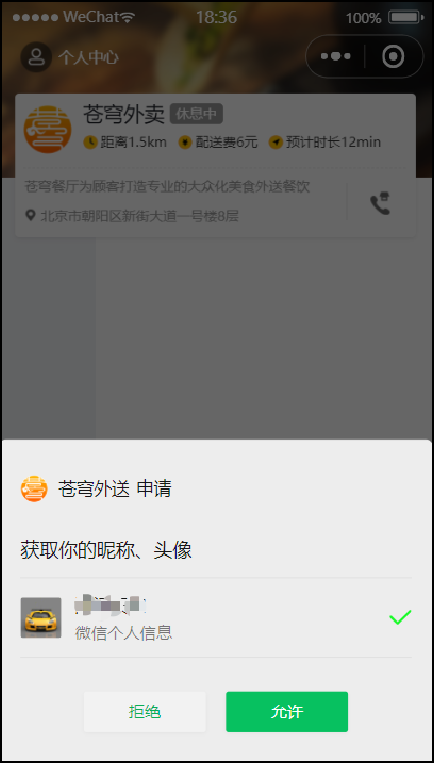 WeChat 18:36 100%
个人中心
苍穹外卖 休息中
距离1.5km 配送费6元 预计时长12min
苍穹餐厅为顾客打造专业的大众化美食外送餐饮
北京市朝阳区新街大道一号楼8层
苍穹外送 申请
获取你的昵称、头像
微信个人信息
拒绝 允许